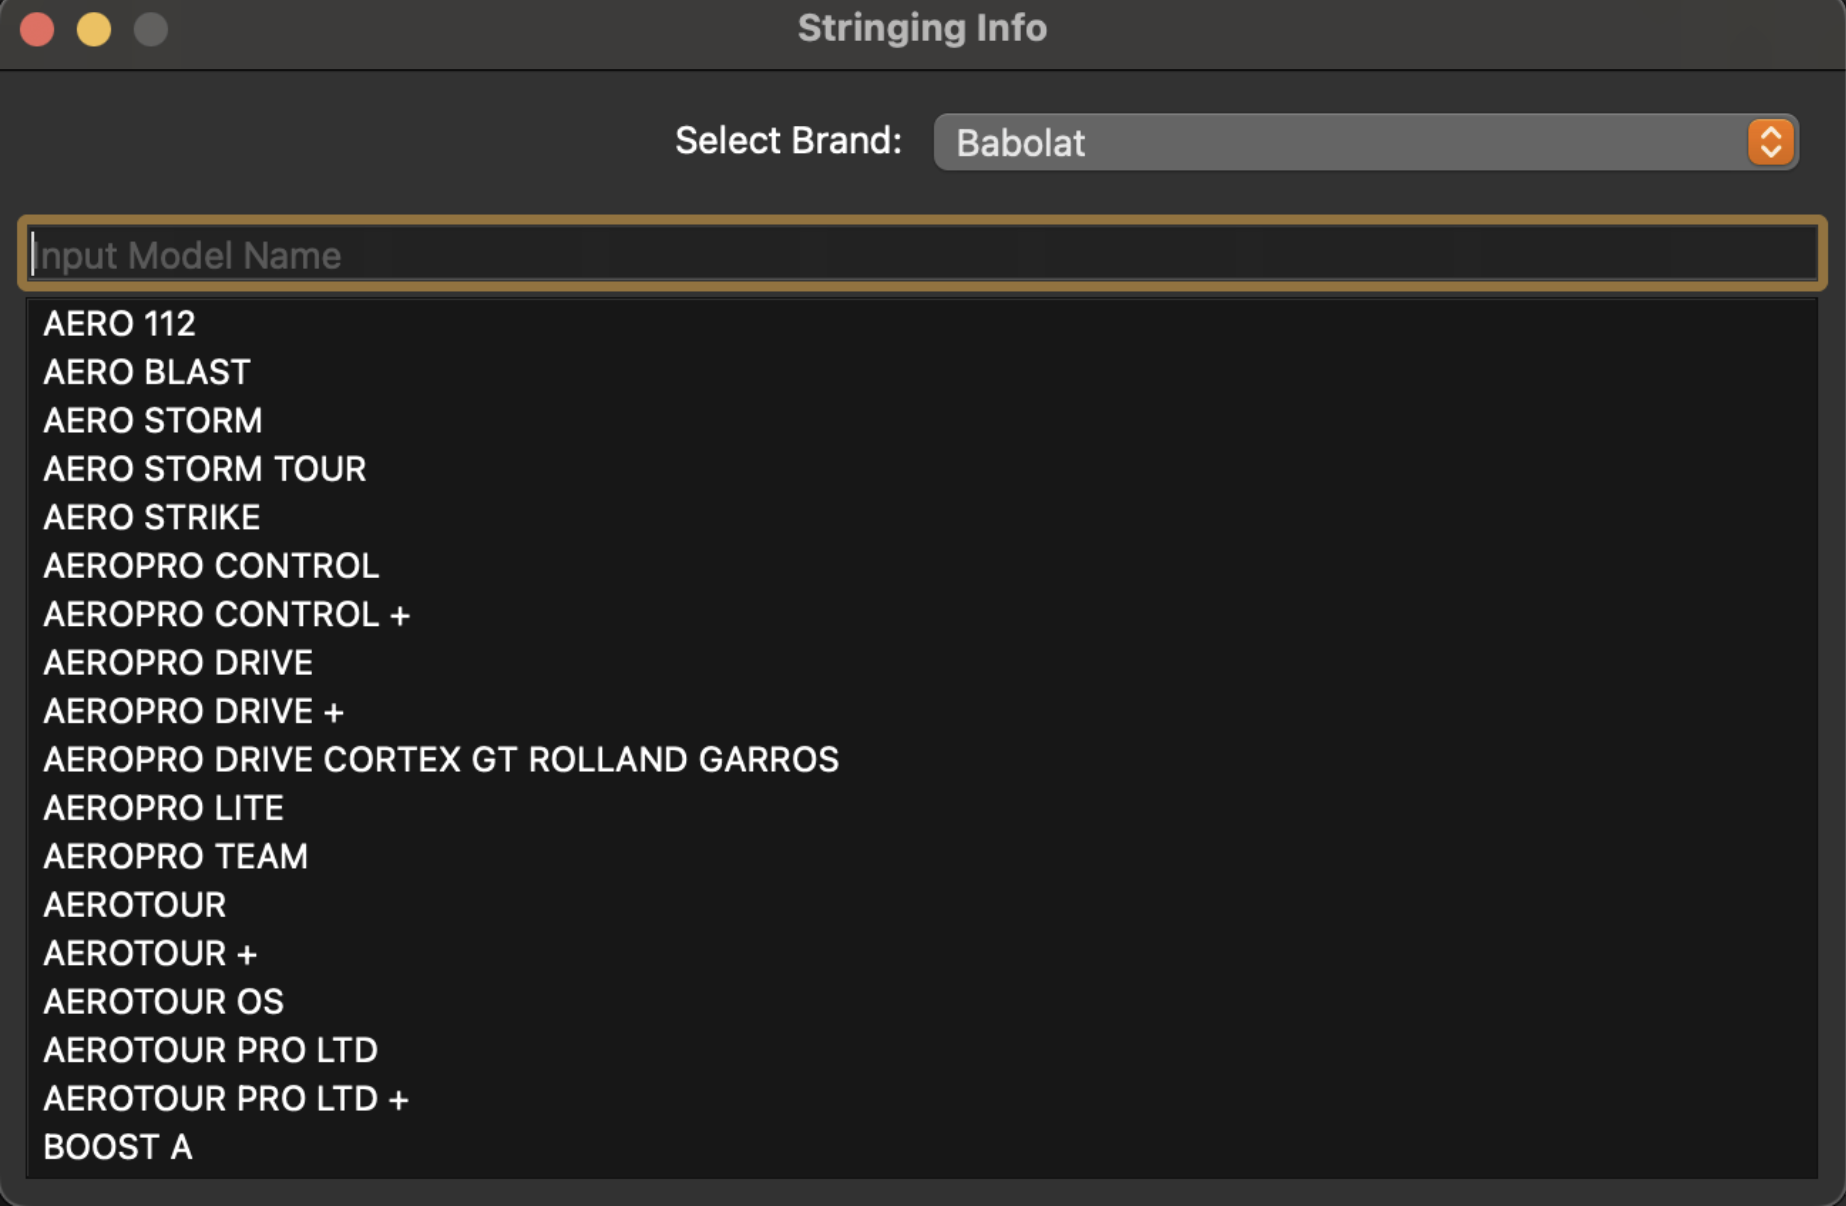 Stringing Info
Select Brand: Babolat
Input Model Name
AERO 112
AERO BLAST
AERO STORM
AERO STORM TOUR
AERO STRIKE
AEROPRO CONTROL
AEROPRO CONTROL +
AEROPRO DRIVE
AEROPRO DRIVE +
AEROPRO DRIVE CORTEX GT ROLLAND GARROS
AEROPRO LITE
AEROPRO TEAM
AEROTOUR
AEROTOUR +
AEROTOUR OS
AEROTOUR PRO LTD
AEROTOUR PRO LTD +
BOOST A